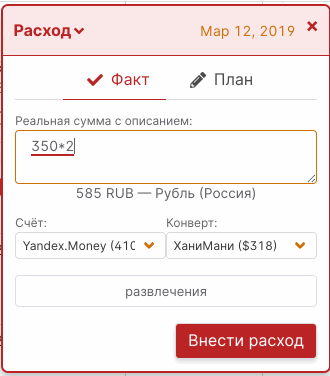 Расход
Мар 12, 2019
Факт
План
Реальная сумма с описанием:
350*2
585 RUB — Рубль (Россия)
Счёт:
Конверт:
Yandex.Money (410
ХаниМани ($318)
развлечения
Внести расход